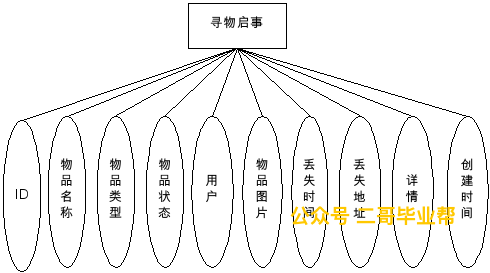 寻物启事
ID
物品名称
物品类型
物品状态
用户
物品图片
丢失时间
丢失地址
详情
创建时间
公众号 二哥毕业帮